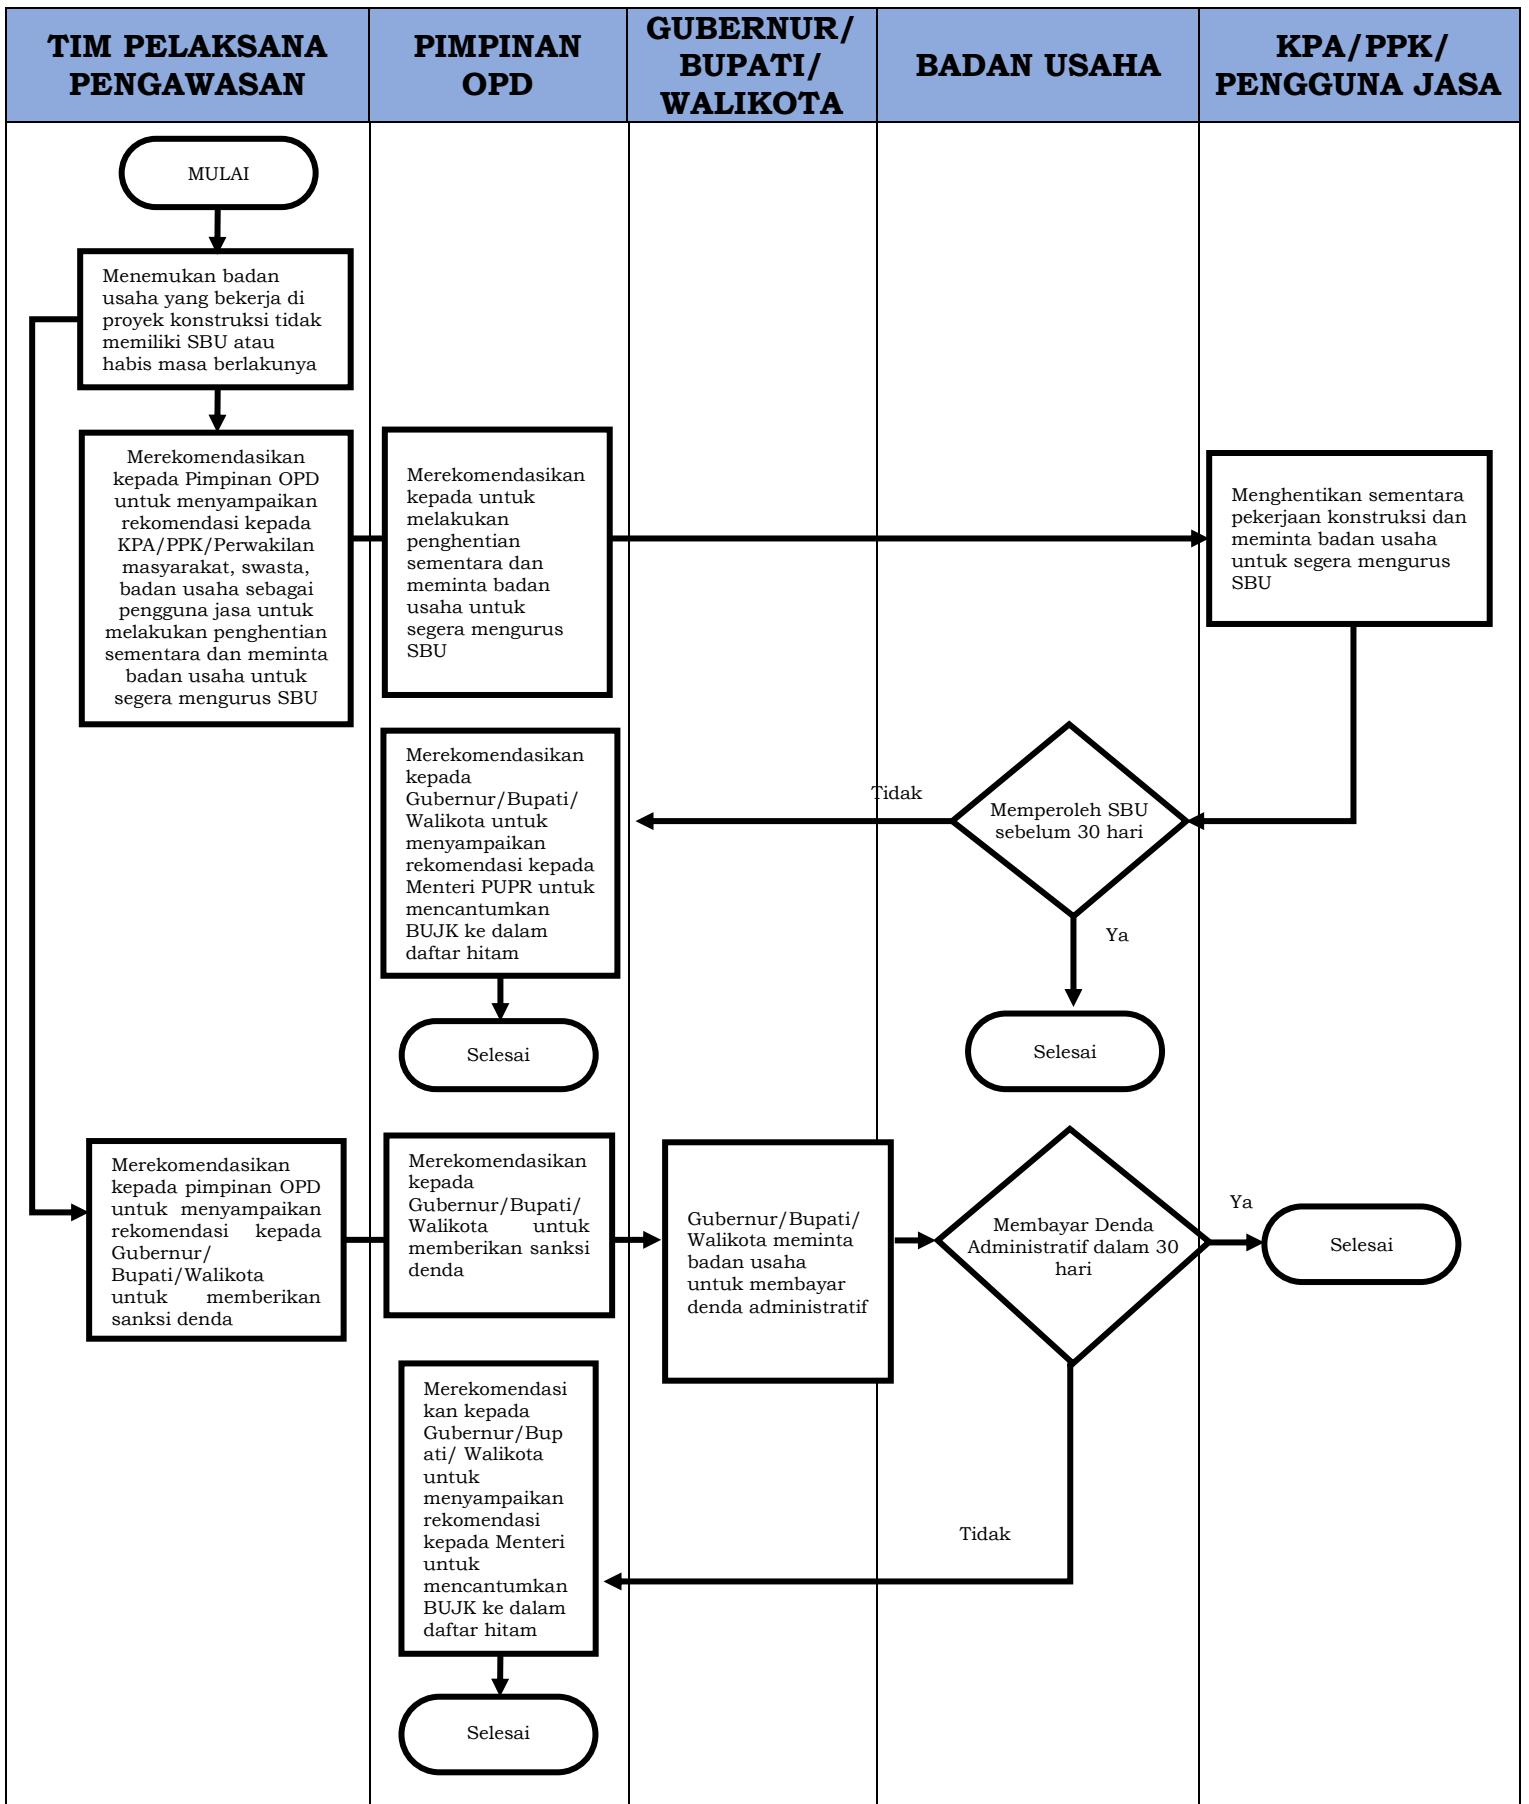 TIM PELAKSANA
PENGAWASAN
PIMPINAN
OPD
GUBERNUR/
BUPATI/
WALIKOTA
BADAN USAHA
KPA/PPK/
PENGGUNA JASA
MULAI
Menemukan badan
usaha yang bekerja di
proyek konstruksi tidak
memiliki SBU atau
habis masa berlakunya
Merekomendasikan
kepada Pimpinan OPD
untuk menyampaikan
rekomendasi kepada
KPA/PPK/Perwakilan
masyarakat, swasta,
badan usaha sebagai
pengguna jasa untuk
melakukan penghentian
sementara dan meminta
badan usaha untuk
segera mengurus SBU
Merekomendasikan
kepada untuk
melakukan
penghentian
sementara dan
meminta badan
usaha untuk
segera mengurus
SBU
Menghentikan sementara
pekerjaan konstruksi dan
meminta badan usaha
untuk segera mengurus
SBU
Merekomendasikan
kepada
Gubernur/Bupati/
Walikota untuk
menyampaikan
rekomendasi kepada
Menteri PUPR untuk
mencantumkan
BUJK ke dalam
daftar hitam
Tidak
Memperoleh SBU
sebelum 30 hari
Ya
Selesai
Selesai
Merekomendasikan
kepada pimpinan OPD
untuk menyampaikan
rekomendasi kepada
Gubernur/
Bupati/Walikota
untuk memberikan
sanksi denda
Merekomendasikan
kepada
Gubernur/Bupati/
Walikota untuk
memberikan sanksi
denda
Gubernur/Bupati/
Walikota meminta
badan usaha
untuk membayar
denda administratif
Membayar Denda
Administratif dalam 30
hari
Ya
Selesai
Merekomendasi
kan kepada
Gubernur/Bup
ati/ Walikota
untuk
menyampaikan
rekomendasi
kepada Menteri
untuk
mencantumkan
BUJK ke dalam
daftar hitam
Tidak
Selesai